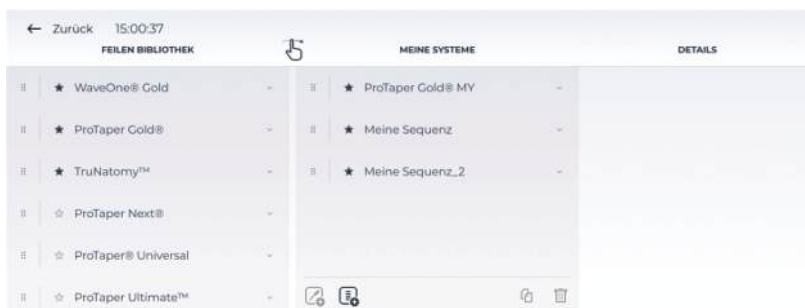 ← Zurück 15:00:37
FEILEN BIBLIOTHEK
MEINE SYSTEME
DETAILS
★ WaveOne® Gold
★ ProTaper Gold®
★ TruNatomy™
☆ ProTaper Next®
☆ ProTaper® Universal
☆ ProTaper Ultimate™
★ ProTaper Gold® MY
★ Meine Sequenz
★ Meine Sequenz_2